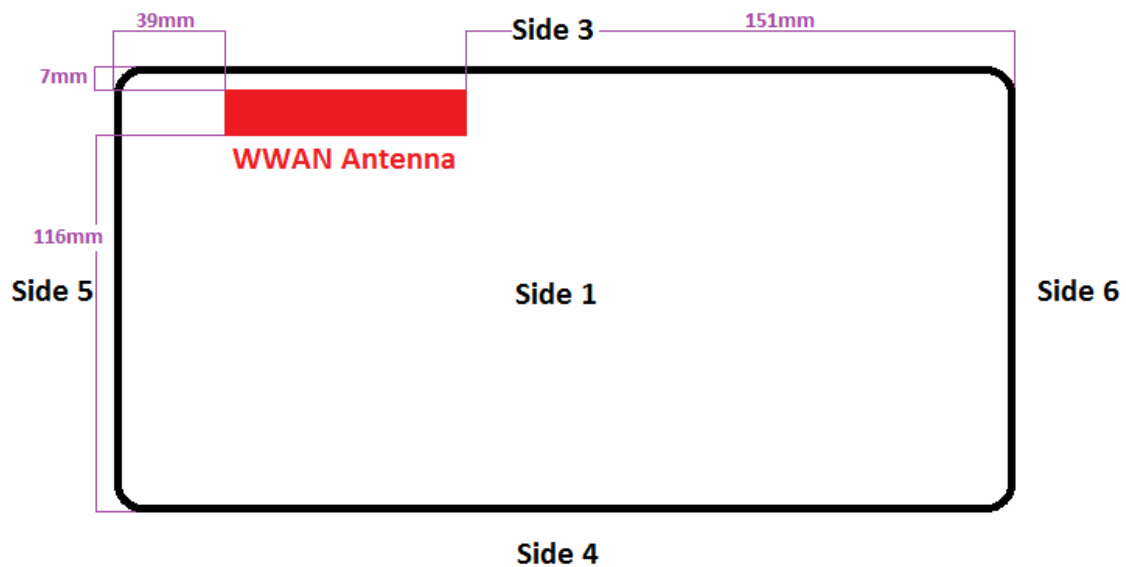 39mm
Side 3
151mm
7mm
WWAN Antenna
116mm
Side 5
Side 1
Side 6
Side 4